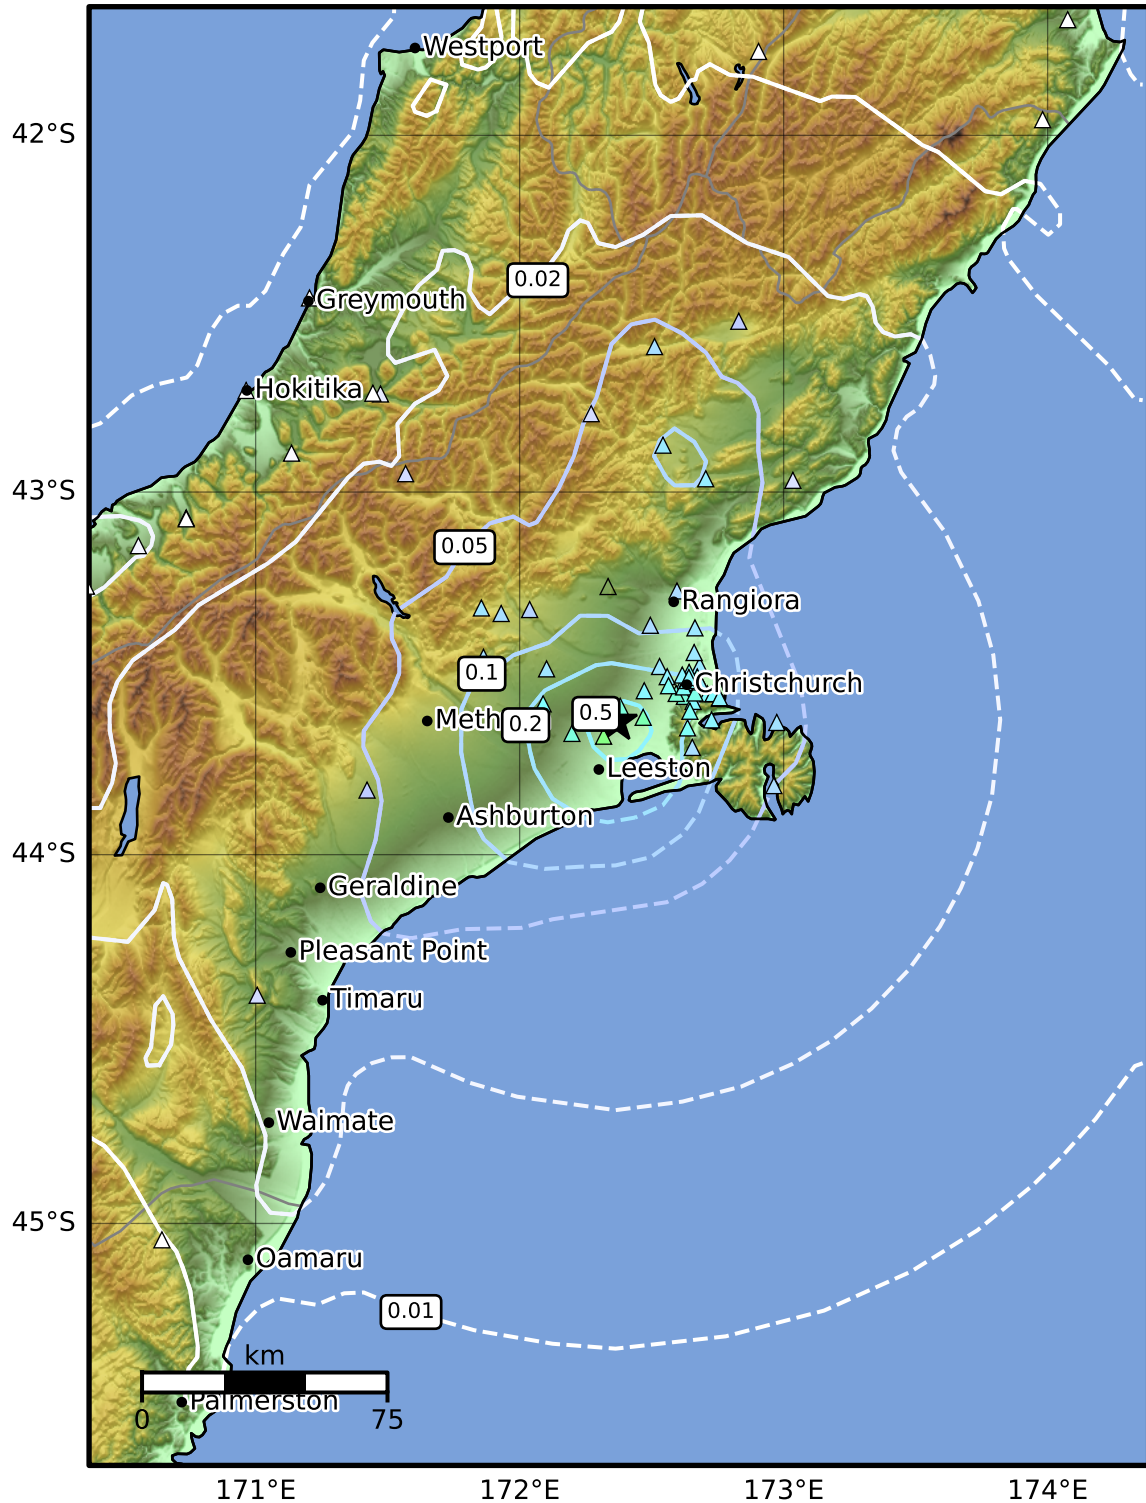 Westport
42°S
0.02
Greymouth
Hokitika
43°S
0.05
Rangiora
0.1
Christchurch
Meth
0.2
0.5
Leeston
Ashburton
44°S
Geraldine
Pleasant Point
Timaru
Waimate
45°S
Oamaru
0.01
km
Palmerston
0
75
171°E
172°E
173°E
174°E